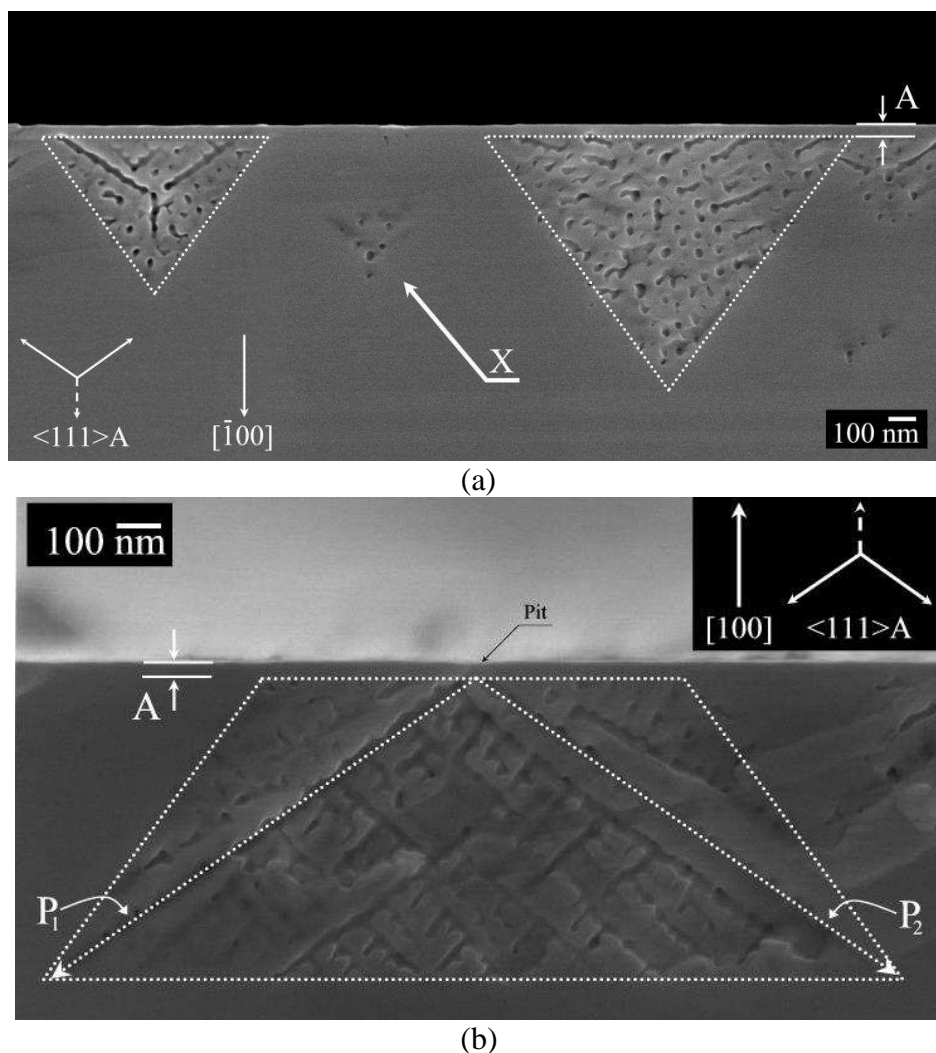 A
X
<111>A
[1̄00]
100 nm
(a)
100 nm
Pit
[100]
<111>A
A
P₁
P₂
(b)